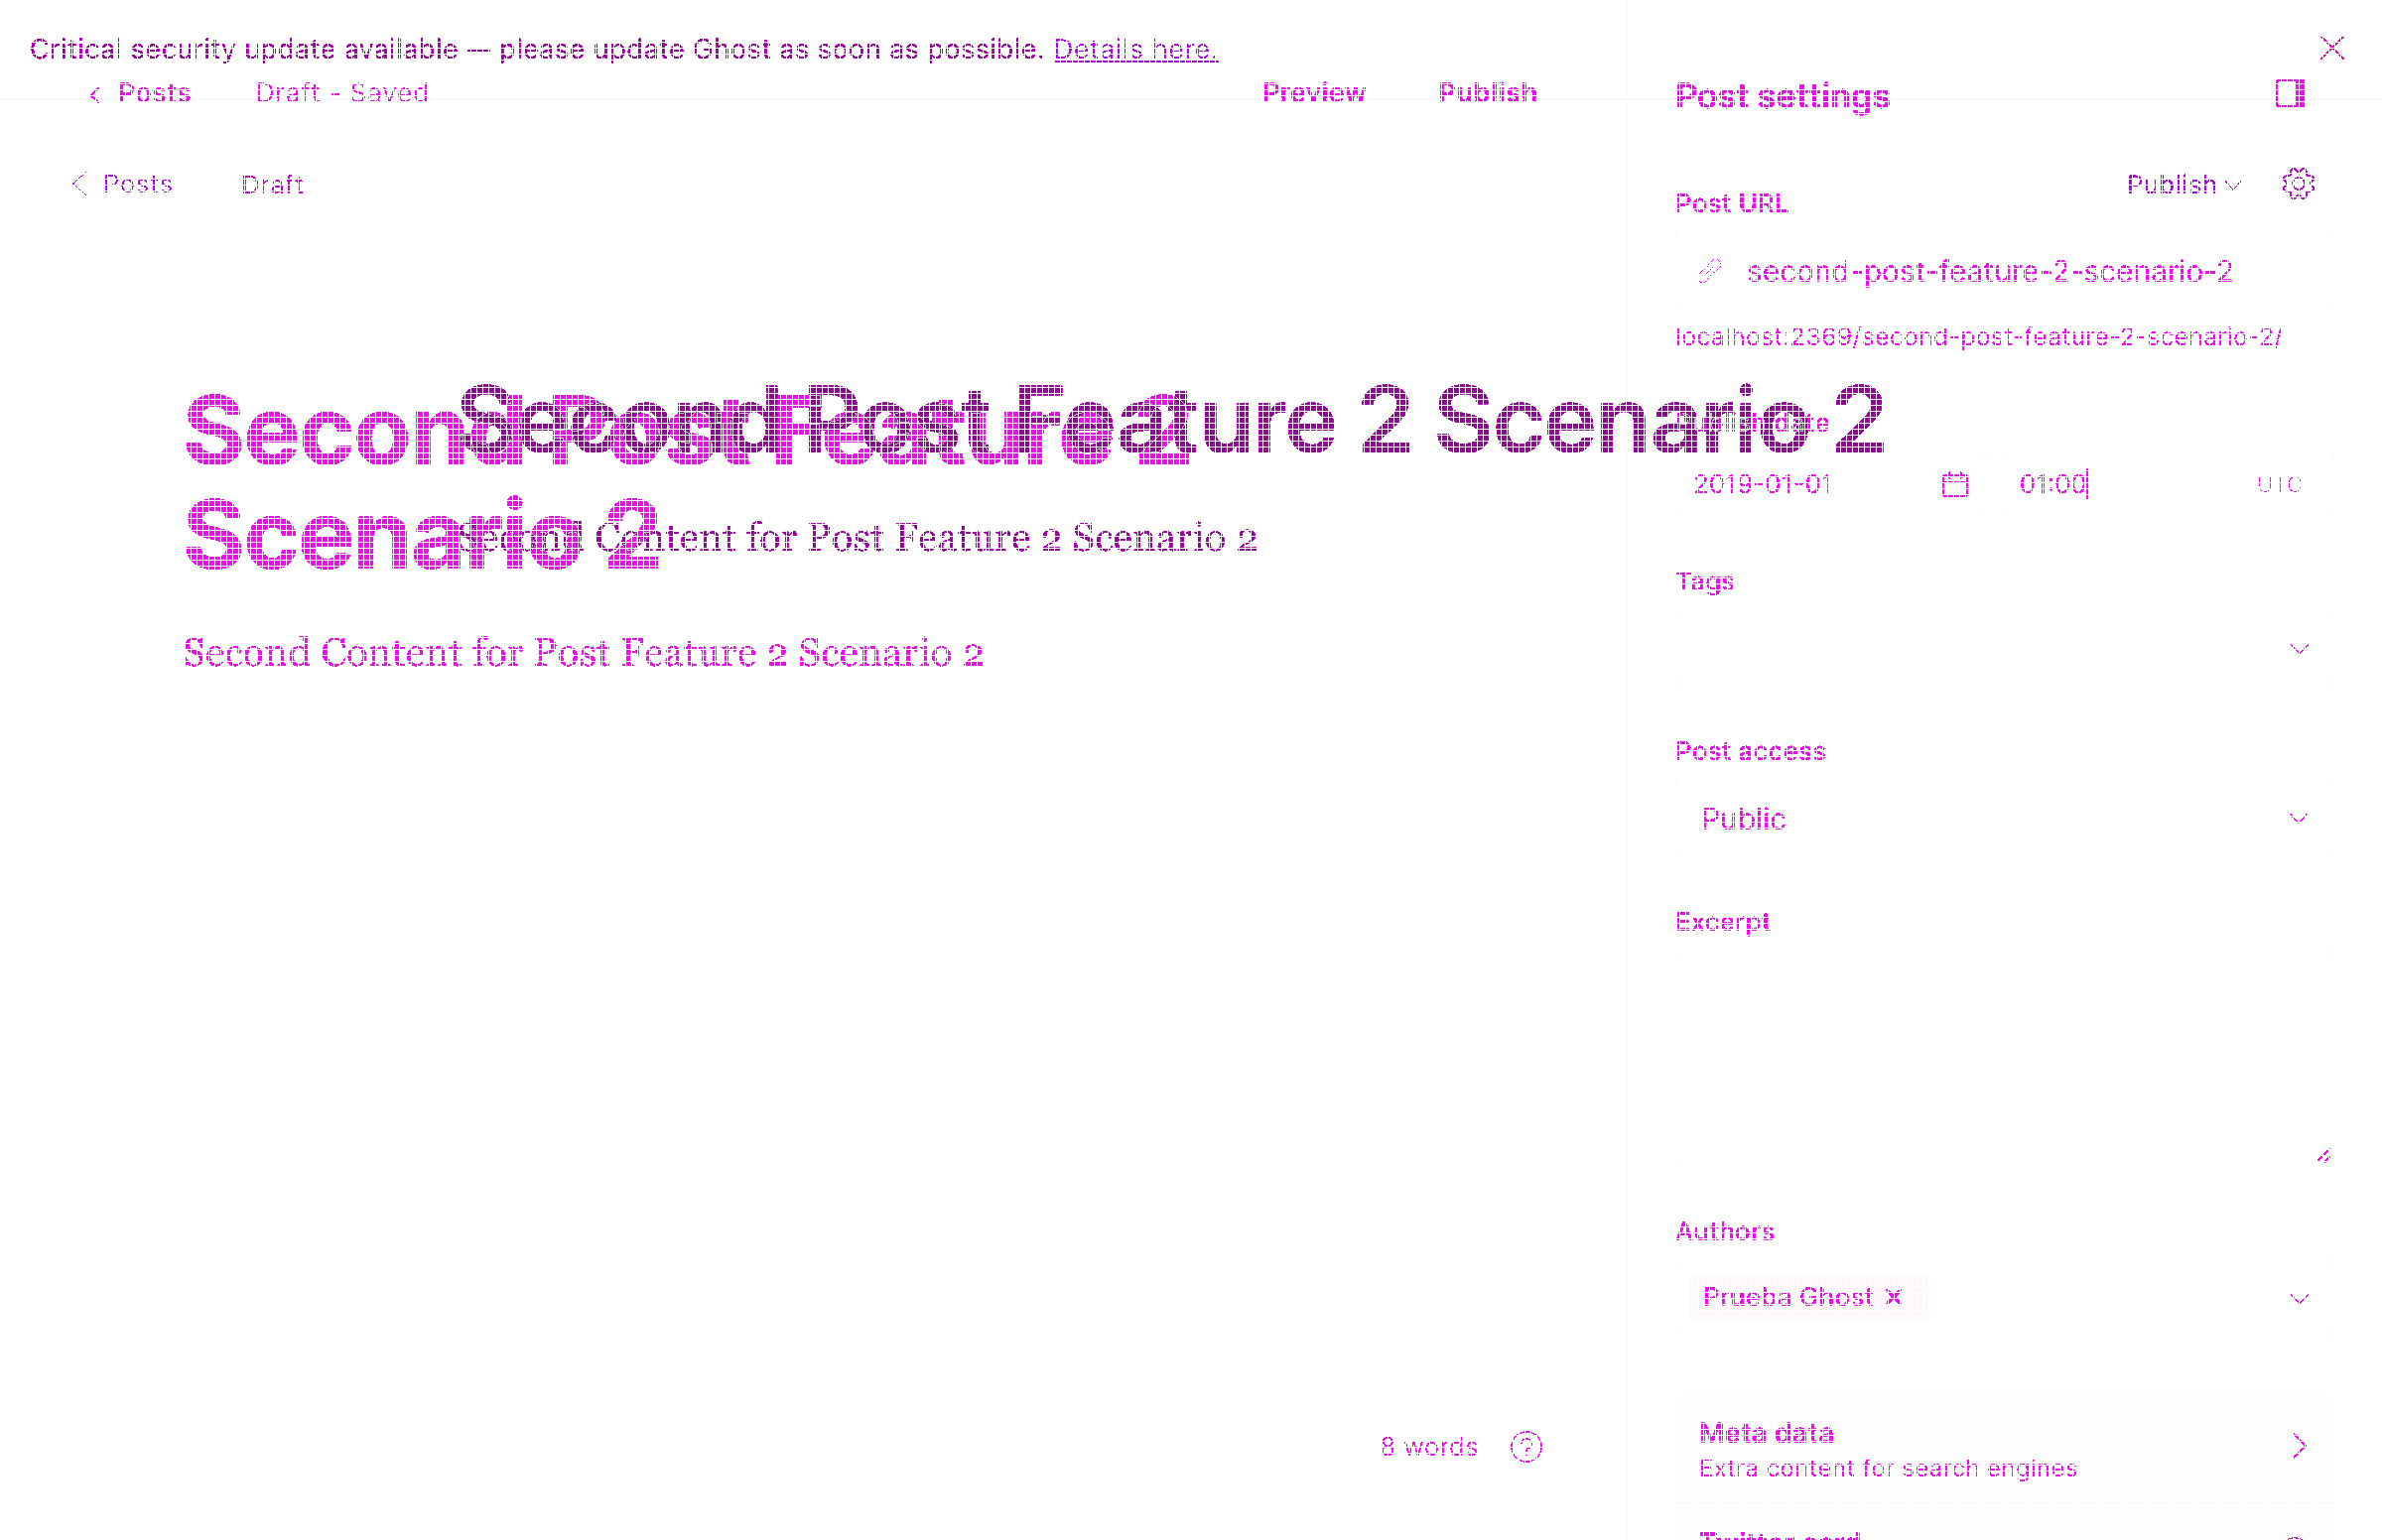 Critical security update available — please update Ghost as soon as possible. Details here.
Posts Draft - Saved Preview Publish Post settings
Posts Draft Publish
Post URL
second-post-feature-2-scenario-2
localhost:2369/second-post-feature-2-scenario-2/
Second Post Feature 2 Scenario 2
Second Post Feature 2
Scenario 2
Publish date
2019-01-01 01:00 UTC
Second Content for Post Feature 2 Scenario 2
Tags
Second Content for Post Feature 2 Scenario 2
Post access
Public
Excerpt
Authors
Prueba Ghost ×
Meta data
8 words
Extra content for search engines
Twitter card